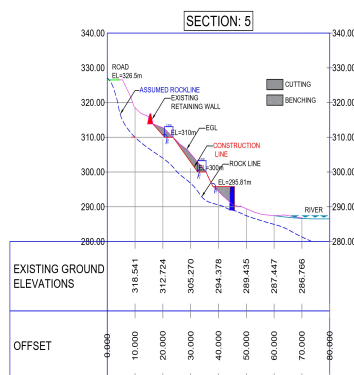 SECTION: 5
340.00 340.00
ROAD
EL=326.5m
330.00 330.00
ASSUMED ROCKLINE
CUTTING
EXISTING
RETAINING WALL
BENCHING
320.00 320.00
EL=310m
EGL
310.00 310.00
CONSTRUCTION
LINE
EL=300m
ROCK LINE
300.00 300.00
EL=295.81m
290.00 290.00
RIVER
280.00 280.00
EXISTING GROUND
ELEVATIONS
318.541 312.724 305.270 294.378 289.435 287.447 286.766
OFFSET
0.000 10.000 20.000 30.000 40.000 50.000 60.000 70.000 80.000